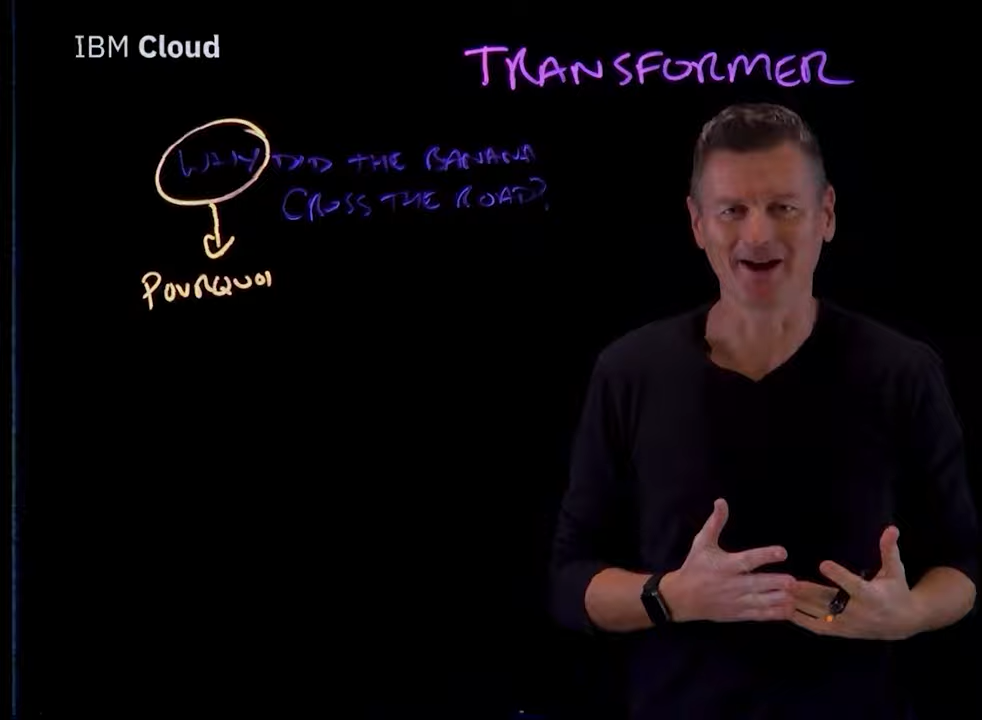 IBM Cloud
TRANSFORMER
WHY DID THE BANANA
CROSS THE ROAD?
POURQUOI